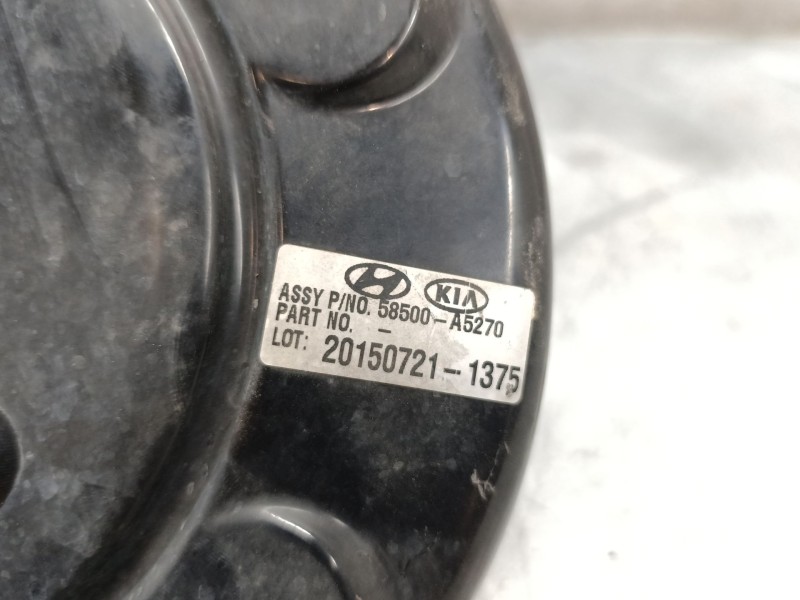 KIA
ASSY P/NO. 58500-A5270
PART NO. -
LOT: 20150721-1375